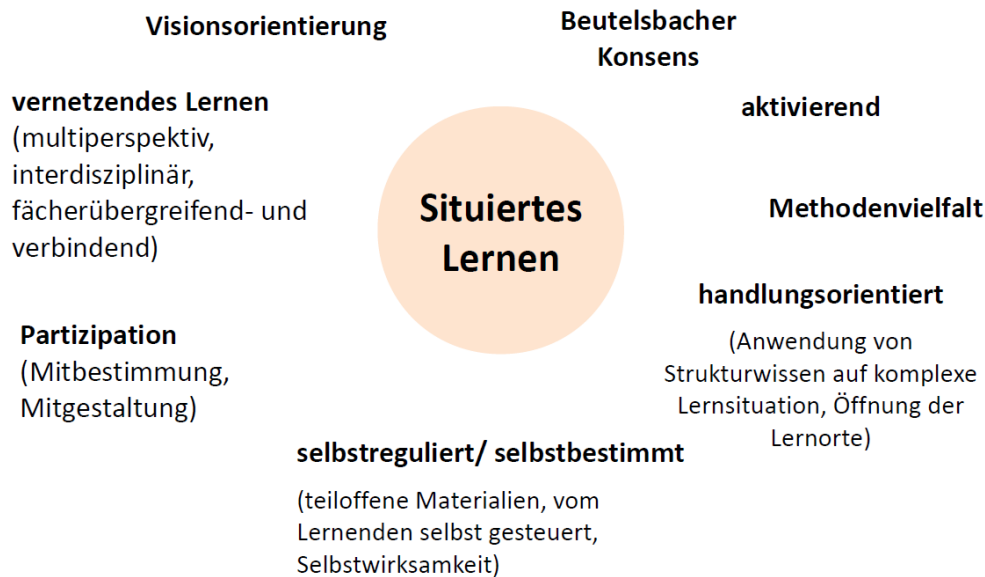 Visionsorientierung
Beutelsbacher
Konsens
vernetzendes Lernen
(multiperspektiv,
interdisziplinär,
fächerübergreifend- und
verbindend)
aktivierend
Situiertes
Lernen
Methodenvielfalt
handlungsorientiert
(Anwendung von
Strukturwissen auf komplexe
Lernsituation, Öffnung der
Lernorte)
Partizipation
(Mitbestimmung,
Mitgestaltung)
selbstreguliert/ selbstbestimmt
(teiloffene Materialien, vom
Lernenden selbst gesteuert,
Selbstwirksamkeit)